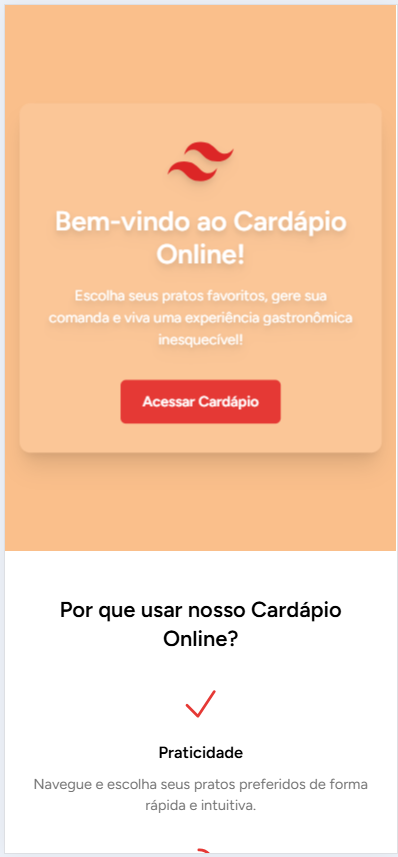 Bem-vindo ao Cardápio
Online!
Escolha seus pratos favoritos, gere sua
comanda e viva uma experiência gastronômica
inesquecível!
Acessar Cardápio
Por que usar nosso Cardápio
Online?
Praticidade
Navegue e escolha seus pratos preferidos de forma
rápida e intuitiva.